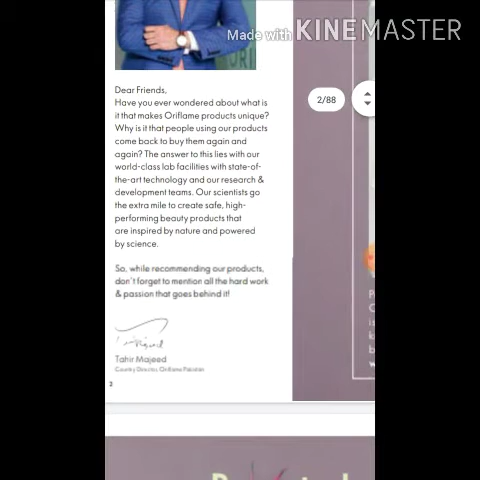 Made with KINEMASTER
URI
Dear Friends,
Have you ever wondered about what is
it that makes Oriflame products unique?
Why is it that people using our products
come back to buy them again and
again? The answer to this lies with our
world-class lab facilities with state-of-
the-art technology and our research &
development teams. Our scientists go
the extra mile to create safe, high-
performing beauty products that
are inspired by nature and powered
by science.
So, while recommending our products,
don't forget to mention all the hard work
& passion that goes behind it!
Tahir Majeed
Country Director, Oriflame Pakistan
2
2/88